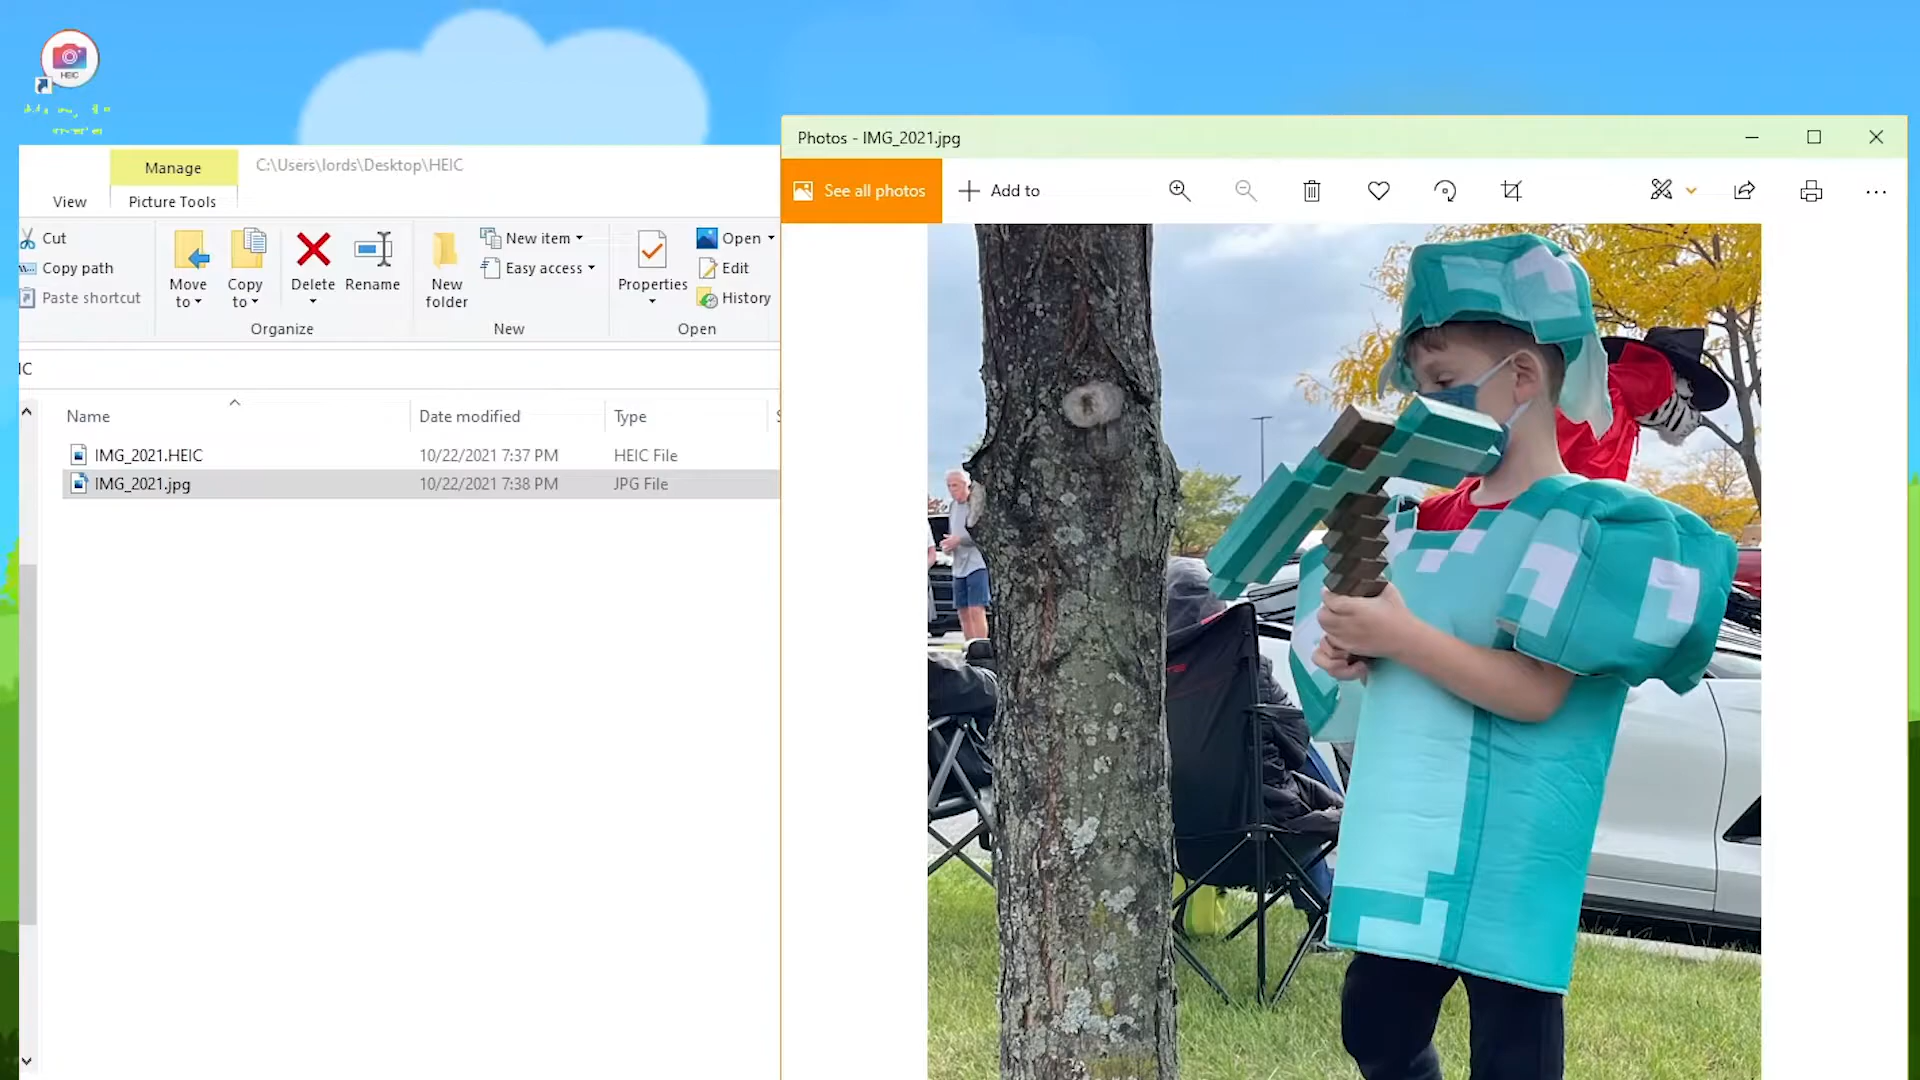 HEIC
Manage
C:\Users\lords\Desktop\HEIC
View
Picture Tools
Cut
Copy path
Paste shortcut
Move to
Copy to
Delete
Rename
Organize
New item
Easy access
New folder
New
Properties
Open
Edit
History
Open
IC
Name
Date modified
Type
IMG_2021.HEIC
10/22/2021 7:37 PM
HEIC File
IMG_2021.jpg
10/22/2021 7:38 PM
JPG File
Photos - IMG_2021.jpg
See all photos
Add to